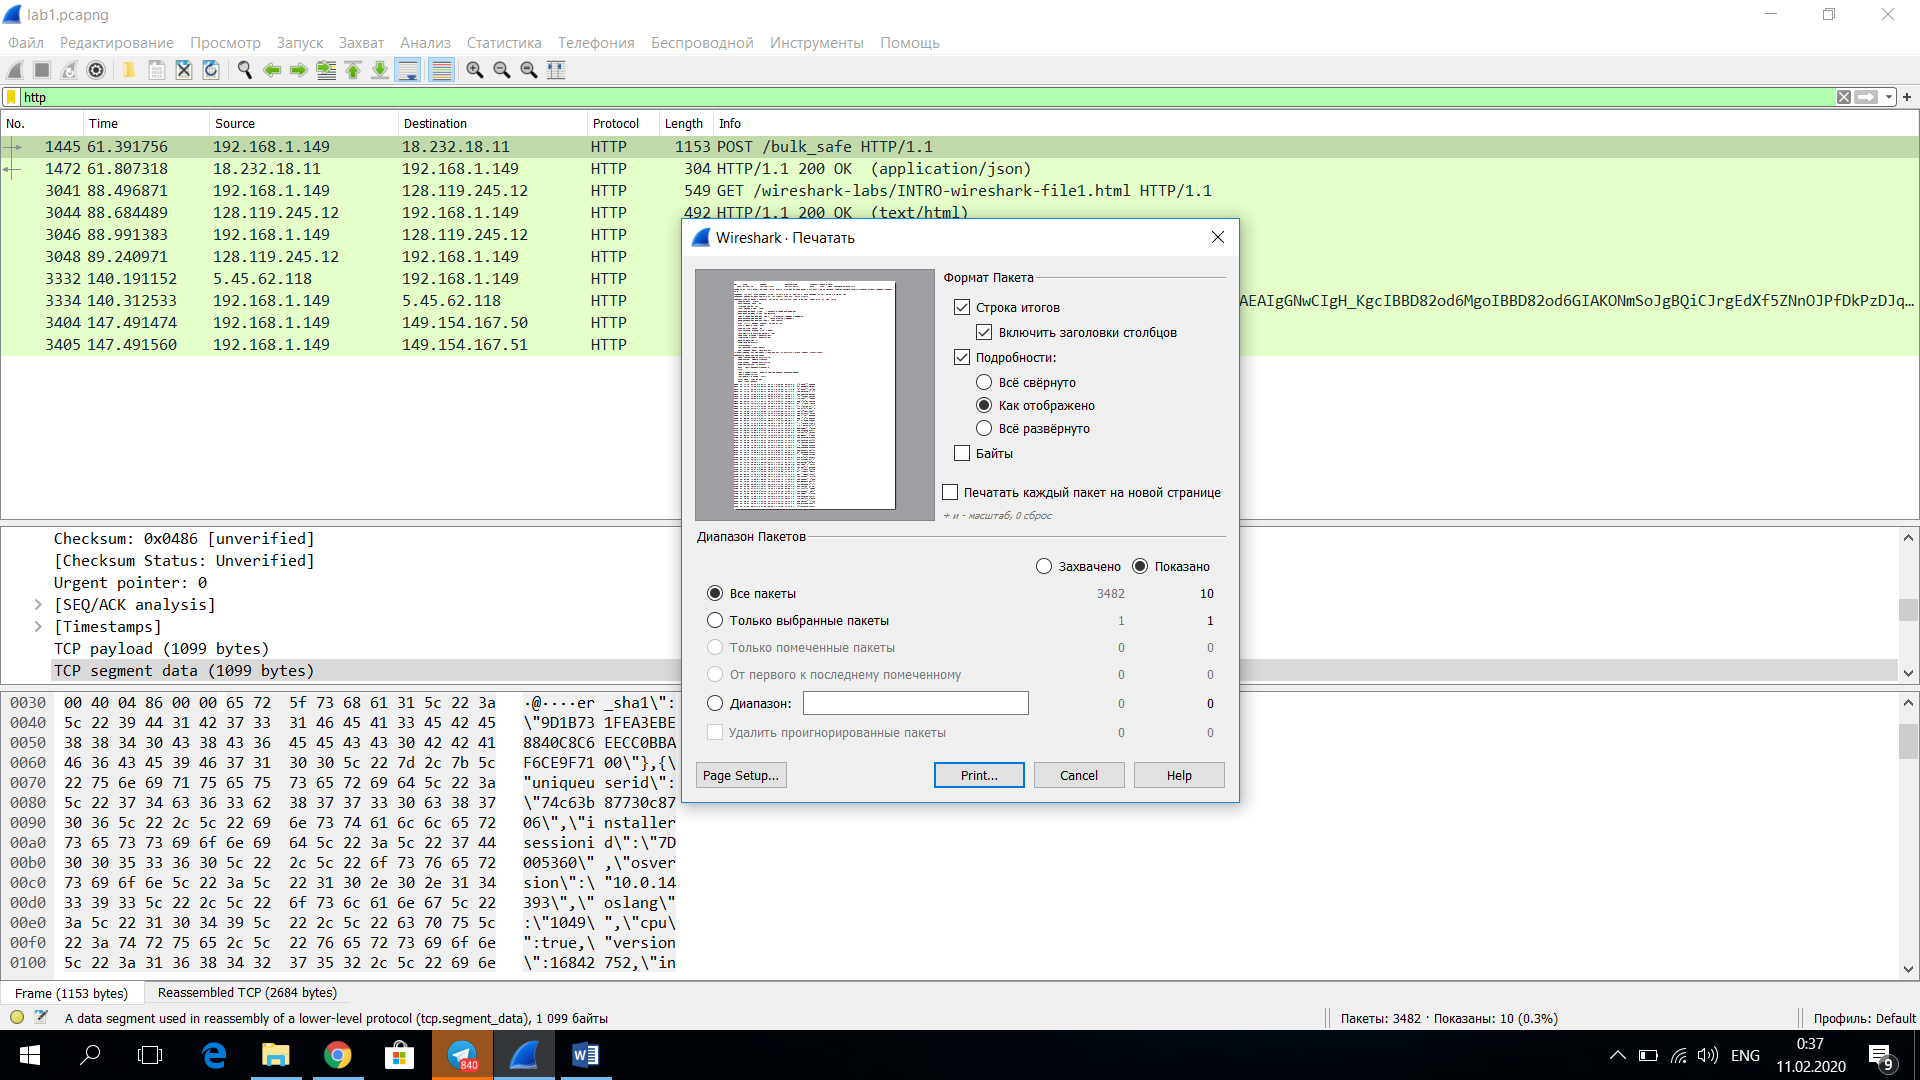 lab1.pcapng
Файл Редактирование Просмотр Запуск Захват Анализ Статистика Телефония Беспроводной Инструменты Помощь
http
No. Time Source Destination Protocol Length Info
1445 61.391756 192.168.1.149 18.232.18.11 HTTP 1153 POST /bulk_safe HTTP/1.1
1472 61.807318 18.232.18.11 192.168.1.149 HTTP 304 HTTP/1.1 200 OK (application/json)
3041 88.496871 192.168.1.149 128.119.245.12 HTTP 549 GET /wireshark-labs/INTRO-wireshark-file1.html HTTP/1.1
3044 88.684489 128.119.245.12 192.168.1.149 HTTP 492 HTTP/1.1 200 OK (text/html)
3046 88.991383 192.168.1.149 128.119.245.12 HTTP
3048 89.240971 128.119.245.12 192.168.1.149 HTTP
3332 140.191152 5.45.62.118 192.168.1.149 HTTP
3334 140.312533 192.168.1.149 5.45.62.118 HTTP AEAIgGNwCIgH_KgcIBBD82od6MgoIBBD82od6GIAKONmSoJgBQiCJrgEdXf5ZNnOJPfDkPzDJq...
3404 147.491474 192.168.1.149 149.154.167.50 HTTP
3405 147.491560 192.168.1.149 149.154.167.51 HTTP
Wireshark · Печатать
Формат Пакета
Строка итогов
Включить заголовки столбцов
Подробности:
Всё свёрнуто
Как отображено
Всё развёрнуто
Байты
Печатать каждый пакет на новой странице
+ и - масштаб, 0 сброс
Диапазон Пакетов
Захвачено Показано
Все пакеты 3482 10
Только выбранные пакеты 1 1
Только помеченные пакеты 0 0
От первого к последнему помеченному 0 0
Диапазон: 0 0
Удалить проигнорированные пакеты 0 0
Page Setup... Print... Cancel Help
Checksum: 0x0486 [unverified]
[Checksum Status: Unverified]
Urgent pointer: 0
[SEQ/ACK analysis]
[Timestamps]
TCP payload (1099 bytes)
TCP segment data (1099 bytes)
0030 00 40 04 86 00 00 65 72 5f 73 68 61 31 5c 22 3a ·@····er _sha1\":
0040 5c 22 39 44 31 42 37 33 31 46 45 41 33 45 42 45 \"9D1B73 1FEA3EBE
0050 38 38 34 30 43 38 43 36 45 45 43 43 30 42 42 41 8840C8C6 EECC0BBA
0060 46 36 43 45 39 46 37 31 30 30 5c 22 7d 2c 7b 5c F6CE9F71 00\"},{\
0070 22 75 6e 69 71 75 65 75 73 65 72 69 64 5c 22 3a "uniqueu serid\":
0080 5c 22 37 34 63 36 33 62 38 37 37 33 30 63 38 37 \"74c63b 87730c87
0090 30 36 5c 22 2c 5c 22 69 6e 73 74 61 6c 6c 65 72 06\",\"i nstaller
00a0 73 65 73 73 69 6f 6e 69 64 5c 22 3a 5c 22 37 44 sessioni d\":\"7D
00b0 30 30 35 33 36 30 5c 22 2c 5c 22 6f 73 76 65 72 005360\" ,\"osver
00c0 73 69 6f 6e 5c 22 3a 5c 22 31 30 2e 30 2e 31 34 sion\":\ "10.0.14
00d0 33 39 33 5c 22 2c 5c 22 6f 73 6c 61 6e 67 5c 22 393\",\" oslang\"
00e0 3a 5c 22 31 30 34 39 5c 22 2c 5c 22 63 70 75 5c :\"1049\ ",\"cpu\
00f0 22 3a 74 72 75 65 2c 5c 22 76 65 72 73 69 6f 6e ":true,\ "version
0100 5c 22 3a 31 36 38 34 32 37 35 32 2c 5c 22 69 6e \":16842 752,\"in
Frame (1153 bytes) Reassembled TCP (2684 bytes)
A data segment used in reassembly of a lower-level protocol (tcp.segment_data), 1 099 байты Пакеты: 3482 · Показаны: 10 (0.3%) Профиль: Default
840
ENG
0:37
11.02.2020
9